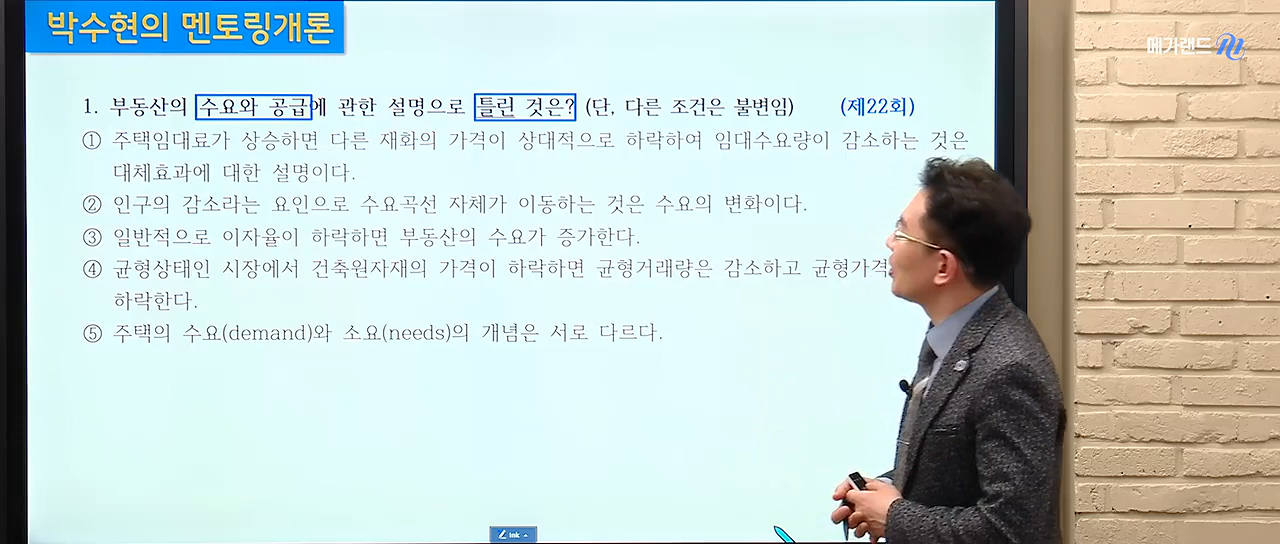 박수현의 멘토링개론
메가랜드
1. 부동산의 수요와 공급에 관한 설명으로 틀린 것은? (단, 다른 조건은 불변임) (제22회)
① 주택임대료가 상승하면 다른 재화의 가격이 상대적으로 하락하여 임대수요량이 감소하는 것은
대체효과에 대한 설명이다.
② 인구의 감소라는 요인으로 수요곡선 자체가 이동하는 것은 수요의 변화이다.
③ 일반적으로 이자율이 하락하면 부동산의 수요가 증가한다.
④ 균형상태인 시장에서 건축원자재의 가격이 하락하면 균형거래량은 감소하고 균형가격
하락한다.
⑤ 주택의 수요(demand)와 소요(needs)의 개념은 서로 다르다.
Ink